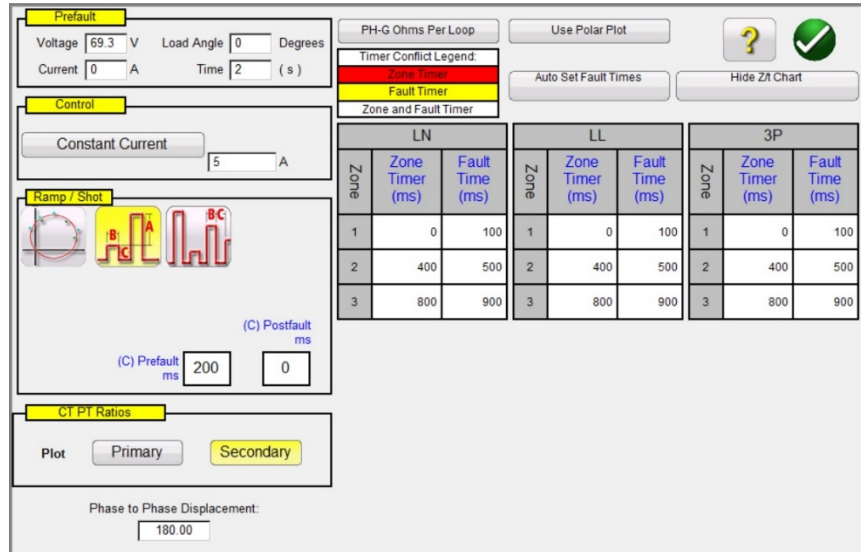 Prefault
Voltage 69.3 V Load Angle 0 Degrees
Current 0 A Time 2 ( s )
Control
Constant Current
5 A
Ramp / Shot
B C A
B C
(C) Postfault
ms
(C) Prefault
ms
200 0
CT PT Ratios
Plot Primary Secondary
Phase to Phase Displacement:
180.00
PH-G Ohms Per Loop
Use Polar Plot
?
Timer Conflict Legend:
Zone Timer
Fault Timer
Zone and Fault Timer
Auto Set Fault Times
Hide Z/t Chart
LN
Zone Zone Timer (ms) Fault Time (ms)
1 0 100
2 400 500
3 800 900
LL
Zone Zone Timer (ms) Fault Time (ms)
1 0 100
2 400 500
3 800 900
3P
Zone Zone Timer (ms) Fault Time (ms)
1 0 100
2 400 500
3 800 900